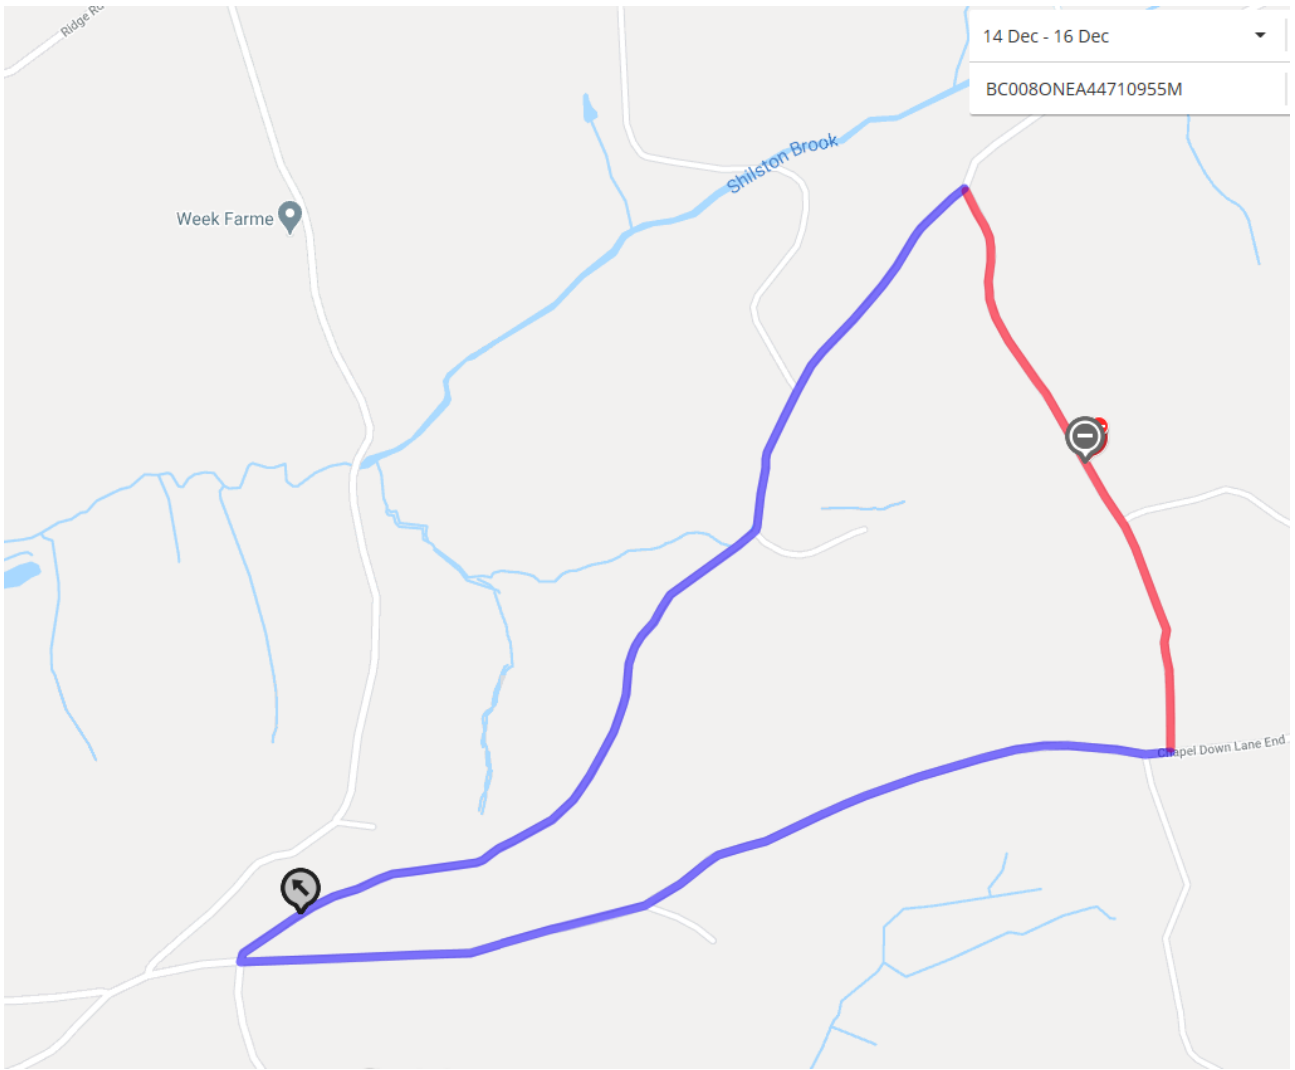 Ridge
14 Dec - 16 Dec
BC008ONEA44710955M
Shilston Brook
Week Farme
Chapel Down Lane End